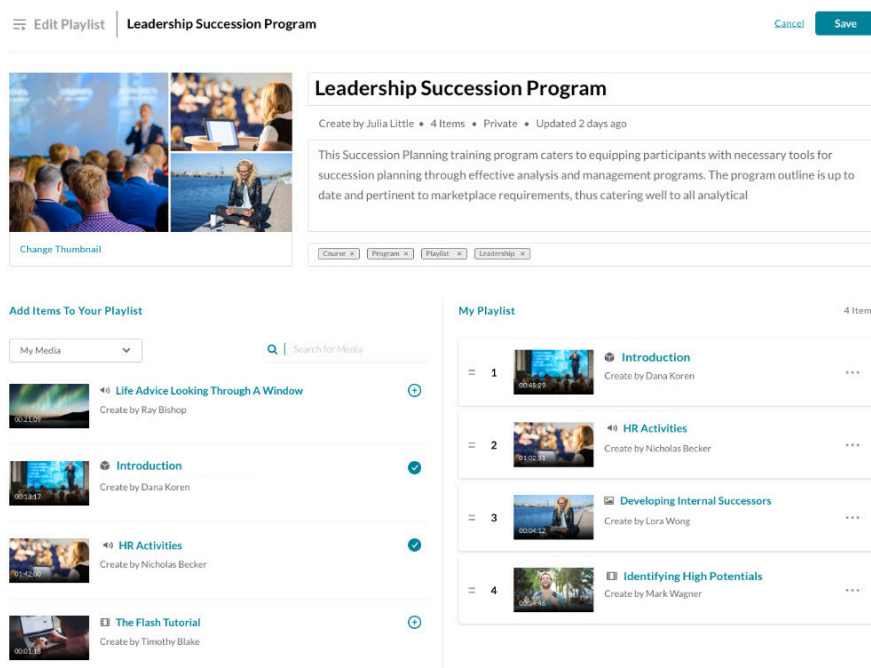 Edit Playlist
Leadership Succession Program
Cancel
Save
Leadership Succession Program
Create by Julia Little • 4 Items • Private • Updated 2 days ago
This Succession Planning training program caters to equipping participants with necessary tools for
succession planning through effective analysis and management programs. The program outline is up to
date and pertinent to marketplace requirements, thus catering well to all analytical
Change Thumbnail
Course × Program × Playlist × Leadership ×
Add Items To Your Playlist
My Media
Search for Media
Life Advice Looking Through A Window
Create by Ray Bishop
00:21:09
Introduction
Create by Dana Koren
00:13:17
HR Activities
Create by Nicholas Becker
01:42:00
The Flash Tutorial
Create by Timothy Blake
00:01:16
My Playlist
4 Item
1
Introduction
Create by Dana Koren
00:45:29
2
HR Activities
Create by Nicholas Becker
01:02:31
3
Developing Internal Successors
Create by Lora Wong
00:04:12
4
Identifying High Potentials
Create by Mark Wagner